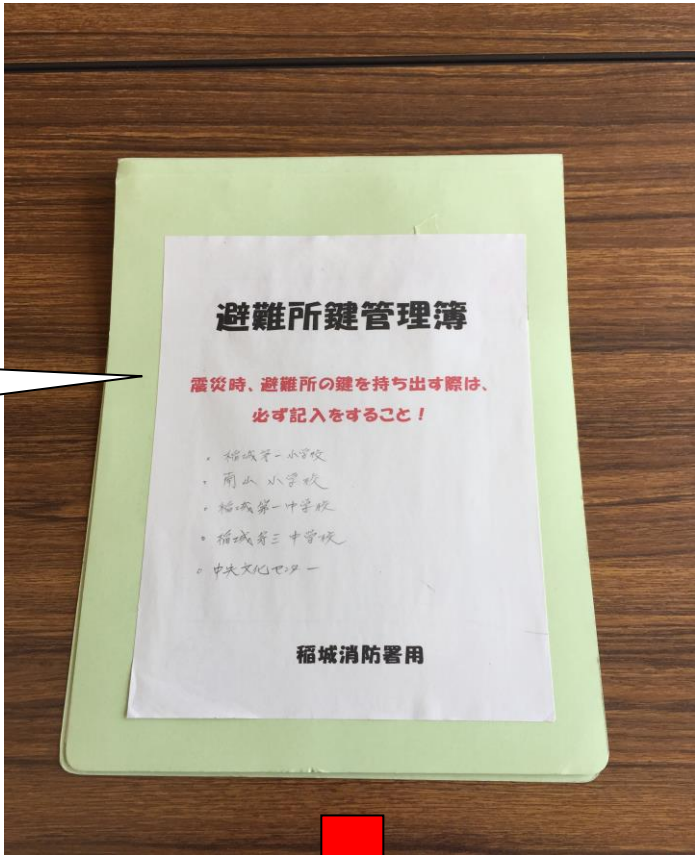 避難所鍵管理簿
震災時、避難所の鍵を持ち出す際は、
必ず記入をすること！
・稲城第一小学校
・南山小学校
・稲城第一中学校
・稲城第三中学校
・中央文化センター
稲城消防署用